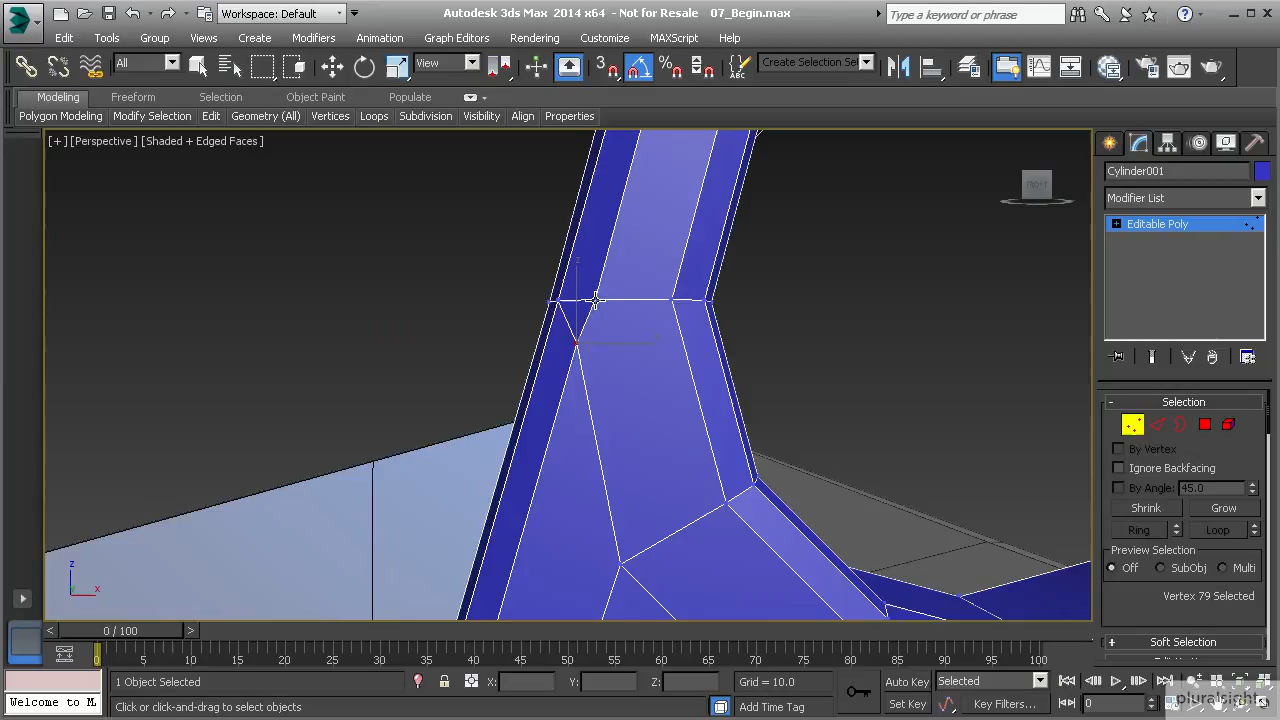 Workspace: Default
Autodesk 3ds Max 2014 x64 - Not for Resale 07_Begin.max
Type a keyword or phrase
Edit Tools Group Views Create Modifiers Animation Graph Editors Rendering Customize MAXScript Help
All View 3 % Create Selection Se
Modeling Freeform Selection Object Paint Populate
Polygon Modeling Modify Selection Edit Geometry (All) Vertices Loops Subdivision Visibility Align Properties
[+][Perspective][Shaded + Edged Faces]
FRONT
Cylinder001
Modifier List
Editable Poly
z
Selection
By Vertex
Ignore Backfacing
By Angle: 45.0
Shrink Grow
Ring Loop
Preview Selection
Off SubObj Multi
Vertex 79 Selected
z
x
Soft Selection
< 0 / 100 >
0 5 10 15 20 25 30 35 40 45 50 55 60 65 70 75 80 85 90 95 100
1 Object Selected X: Y: Z: Grid = 10.0 Auto Key Selected
Welcome to M Click or click-and-drag to select objects Add Time Tag Set Key Key Filters... 0
pluralsight